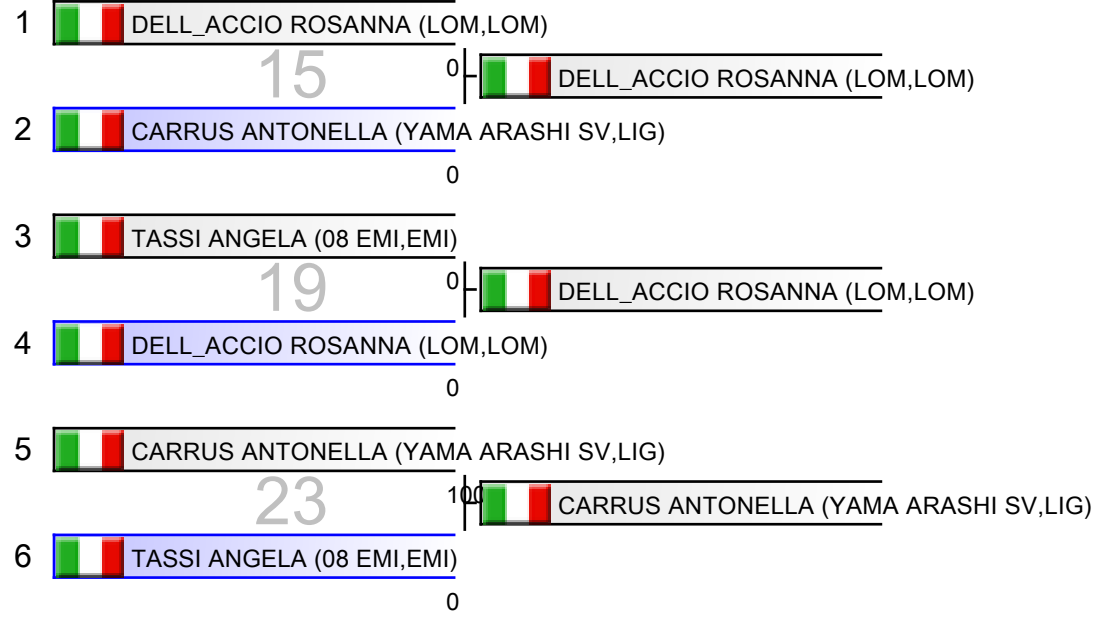 1 DELL_ACCIO ROSANNA (LOM,LOM)
15 0 DELL_ACCIO ROSANNA (LOM,LOM)
2 CARRUS ANTONELLA (YAMA ARASHI SV,LIG)
0
3 TASSI ANGELA (08 EMI,EMI)
19 0 DELL_ACCIO ROSANNA (LOM,LOM)
4 DELL_ACCIO ROSANNA (LOM,LOM)
0
5 CARRUS ANTONELLA (YAMA ARASHI SV,LIG)
23 100 CARRUS ANTONELLA (YAMA ARASHI SV,LIG)
6 TASSI ANGELA (08 EMI,EMI)
0